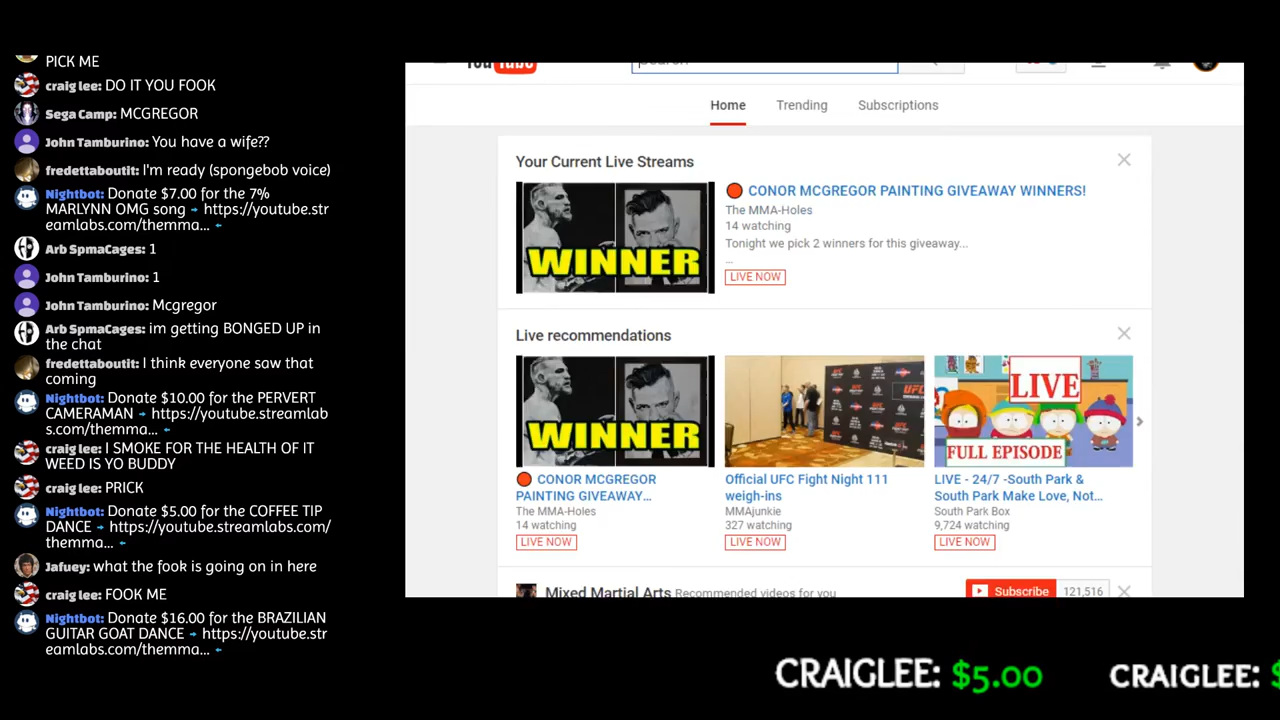 PICK ME
craig lee: DO IT YOU FOOK
Sega Camp: MCGREGOR
John Tamburino: You have a wife??
fredettaboutit: I'm ready (spongebob voice)
Nightbot: Donate $7.00 for the 7%
MARLYNN OMG song → https://youtube.str
eamlabs.com/themma... ←
Arb SpmaCages: 1
John Tamburino: 1
John Tamburino: Mcgregor
Arb SpmaCages: im getting BONGED UP in
the chat
fredettaboutit: I think everyone saw that
coming
Nightbot: Donate $10.00 for the PERVERT
CAMERAMAN → https://youtube.streamlab
s.com/themma... ←
craig lee: I SMOKE FOR THE HEALTH OF IT
WEED IS YO BUDDY
craig lee: PRICK
Nightbot: Donate $5.00 for the COFFEE TIP
DANCE → https://youtube.streamlabs.com/
themma... ←
Jafuey: what the fook is going on in here
craig lee: FOOK ME
Nightbot: Donate $16.00 for the BRAZILIAN
GUITAR GOAT DANCE → https://youtube.str
eamlabs.com/themma... ←
YouTube
Search
Home Trending Subscriptions
Your Current Live Streams
WINNER
CONOR MCGREGOR PAINTING GIVEAWAY WINNERS!
The MMA-Holes
14 watching
Tonight we pick 2 winners for this giveaway...
...
LIVE NOW
Live recommendations
WINNER
CONOR MCGREGOR
PAINTING GIVEAWAY...
The MMA-Holes
14 watching
LIVE NOW
UFC
Official UFC Fight Night 111
weigh-ins
MMAjunkie
327 watching
LIVE NOW
LIVE
FULL EPISODE
LIVE - 24/7 -South Park &
South Park Make Love, Not...
South Park Box
9,724 watching
LIVE NOW
Mixed Martial Arts Recommended videos for you
Subscribe 121,516
CRAIGLEE: $5.00 CRAIGLEE: $